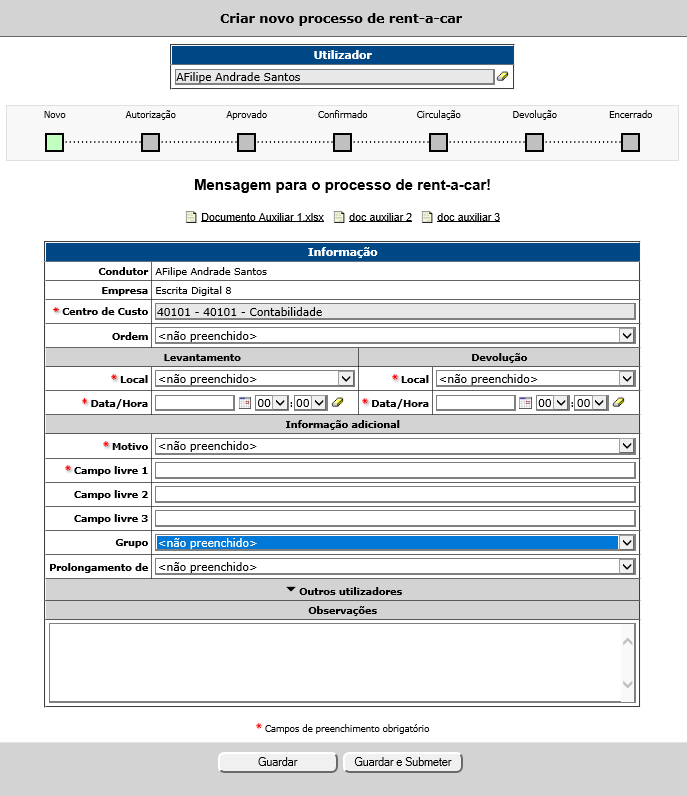 Criar novo processo de rent-a-car
Utilizador
AFilipe Andrade Santos
Novo Autorização Aprovado Confirmado Circulação Devolução Encerrado
Mensagem para o processo de rent-a-car!
Documento Auxiliar 1.xlsx doc auxiliar 2 doc auxiliar 3
Informação
Condutor AFilipe Andrade Santos
Empresa Escrita Digital 8
* Centro de Custo 40101 - 40101 - Contabilidade
Ordem <não preenchido>
Levantamento Devolução
* Local <não preenchido> * Local <não preenchido>
* Data/Hora 00 : 00 * Data/Hora 00 : 00
Informação adicional
* Motivo <não preenchido>
* Campo livre 1
Campo livre 2
Campo livre 3
Grupo <não preenchido>
Prolongamento de <não preenchido>
Outros utilizadores
Observações
* Campos de preenchimento obrigatório
Guardar Guardar e Submeter